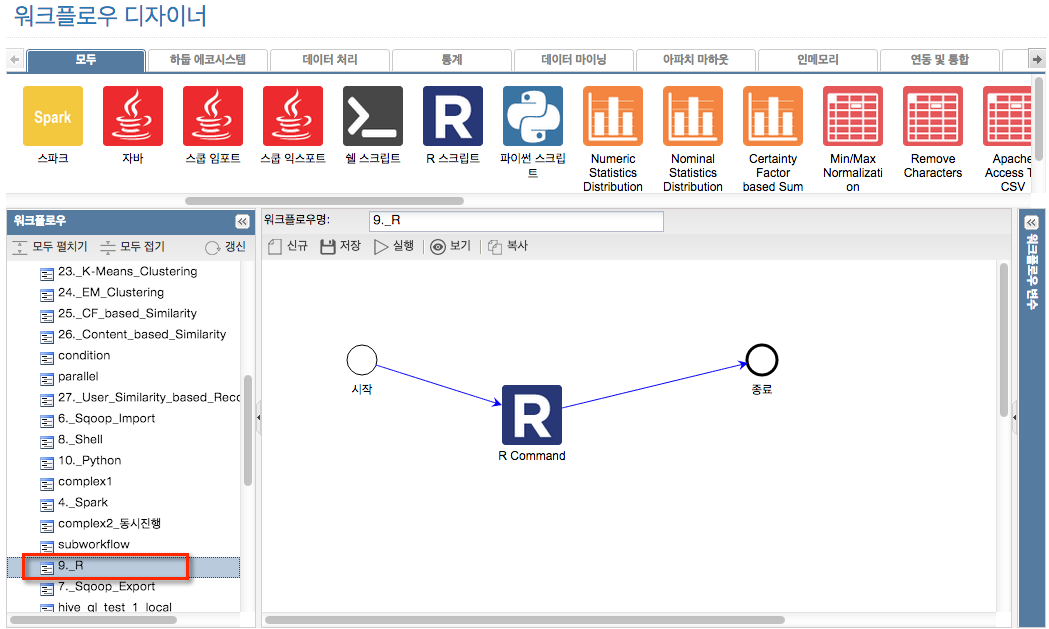 워크플로우 디자이너
모두
하둡 에코시스템
데이터 처리
통계
데이터 마이닝
아파치 마하웃
인메모리
연동 및 통합
Spark
스파크
자바
스쿱 임포트
스쿱 익스포트
쉘 스크립트
R
R 스크립트
파이썬 스크립
트
Numeric
Statistics
Distribution
Nominal
Statistics
Distribution
Certainty
Factor
based Sum
Min/Max
Normalizati
on
Remove
Characters
Apache
Access T
CSV
워크플로우
모두 펼치기
모두 접기
갱신
23._K-Means_Clustering
24._EM_Clustering
25._CF_based_Similarity
26._Content_based_Similarity
condition
parallel
27._User_Similarity_based_Recc
6._Sqoop_Import
8._Shell
10._Python
complex1
4._Spark
complex2_동시진행
subworkflow
9._R
7._Sqoop_Export
hive_ql_test_1_local
워크플로우명:
9._R
신규
저장
실행
보기
복사
시작
R
R Command
종료
워크플로우 변수